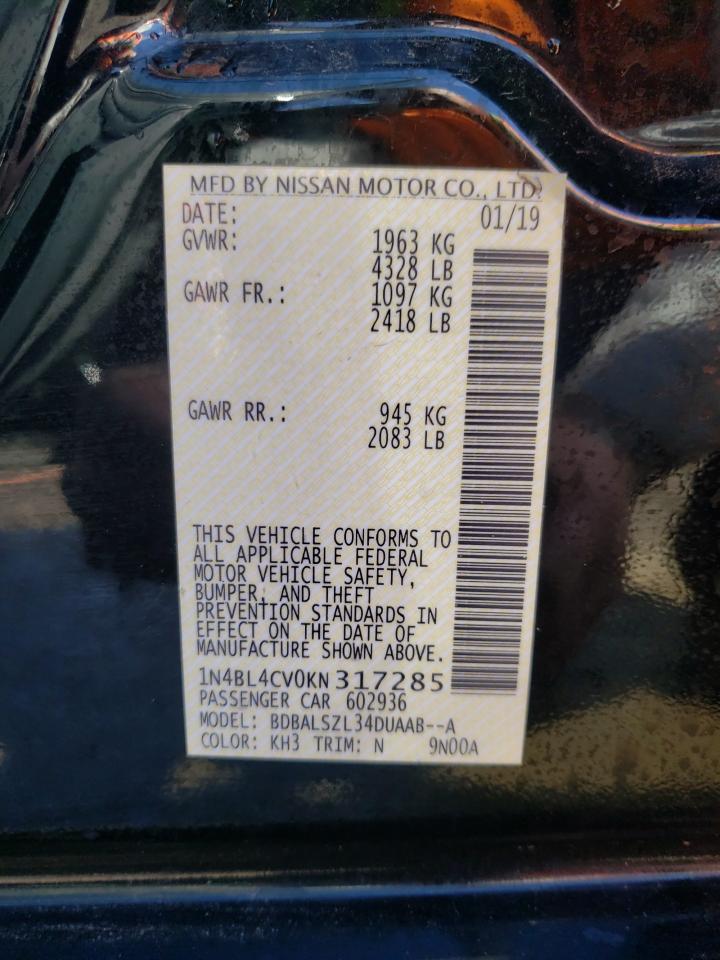 MFD BY NISSAN MOTOR CO., LTD.
DATE: 01/19
GVWR: 1963 KG
4328 LB
GAWR FR.: 1097 KG
2418 LB
GAWR RR.: 945 KG
2083 LB
THIS VEHICLE CONFORMS TO
ALL APPLICABLE FEDERAL
MOTOR VEHICLE SAFETY,
BUMPER, AND THEFT
PREVENTION STANDARDS IN
EFFECT ON THE DATE OF
MANUFACTURE SHOWN ABOVE.
1N4BL4CV0KN317285
PASSENGER CAR 602936
MODEL: BDBALSZL34DUAAB--A
COLOR: KH3 TRIM: N 9N00A